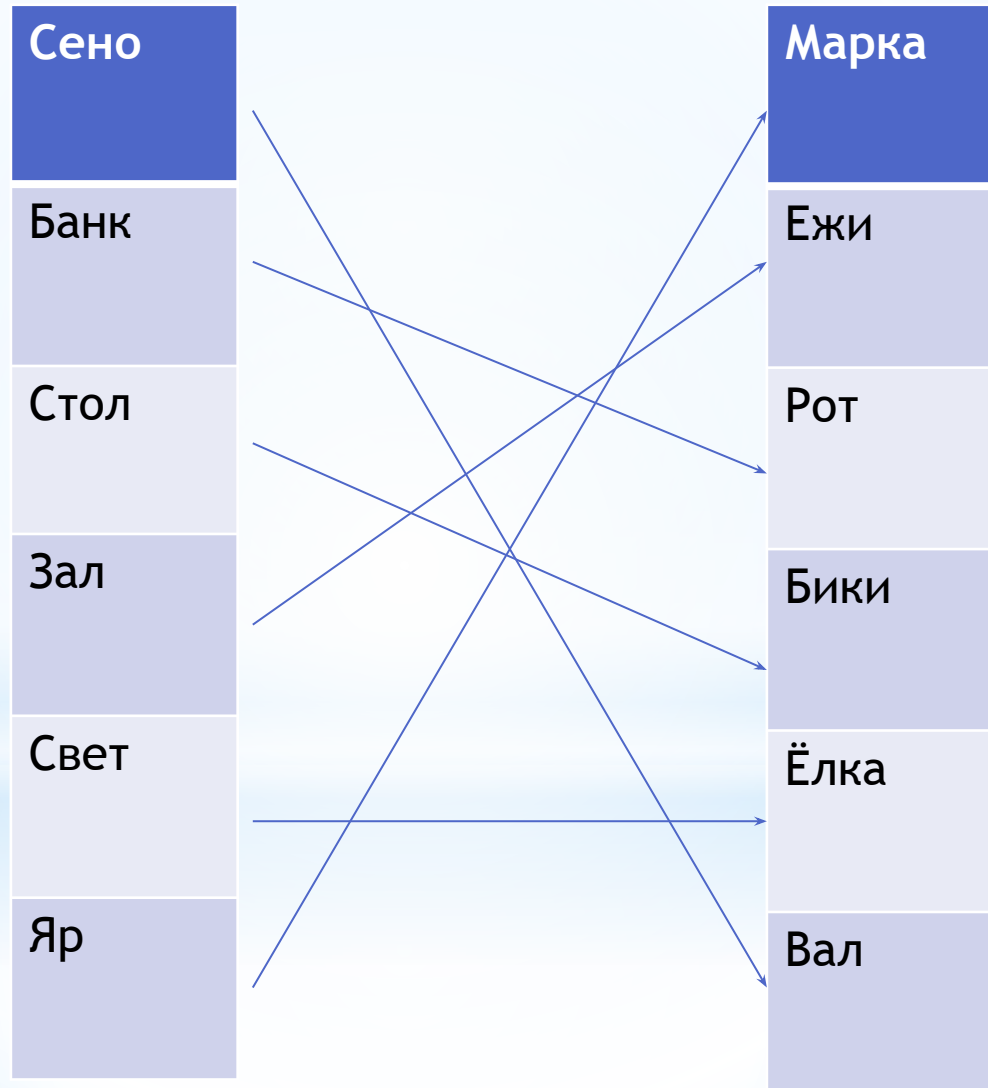 Сено
Марка
Банк
Ежи
Стол
Рот
Зал
Бики
Свет
Ёлка
Яр
Вал